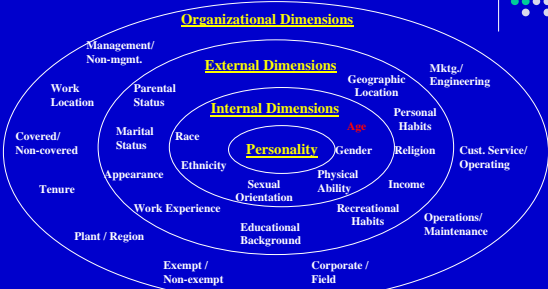 Organizational Dimensions
Management/
Non-mgmt.
External Dimensions
Geographic
Location
Mktg./
Engineering
Work
Location
Parental
Status
Internal Dimensions
Personal
Habits
Age
Covered/
Non-covered
Marital
Status
Race
Personality
Gender
Religion
Cust. Service/
Operating
Ethnicity
Appearance
Physical
Ability
Sexual
Orientation
Income
Tenure
Work Experience
Recreational
Habits
Operations/
Maintenance
Educational
Background
Plant / Region
Exempt /
Non-exempt
Corporate /
Field